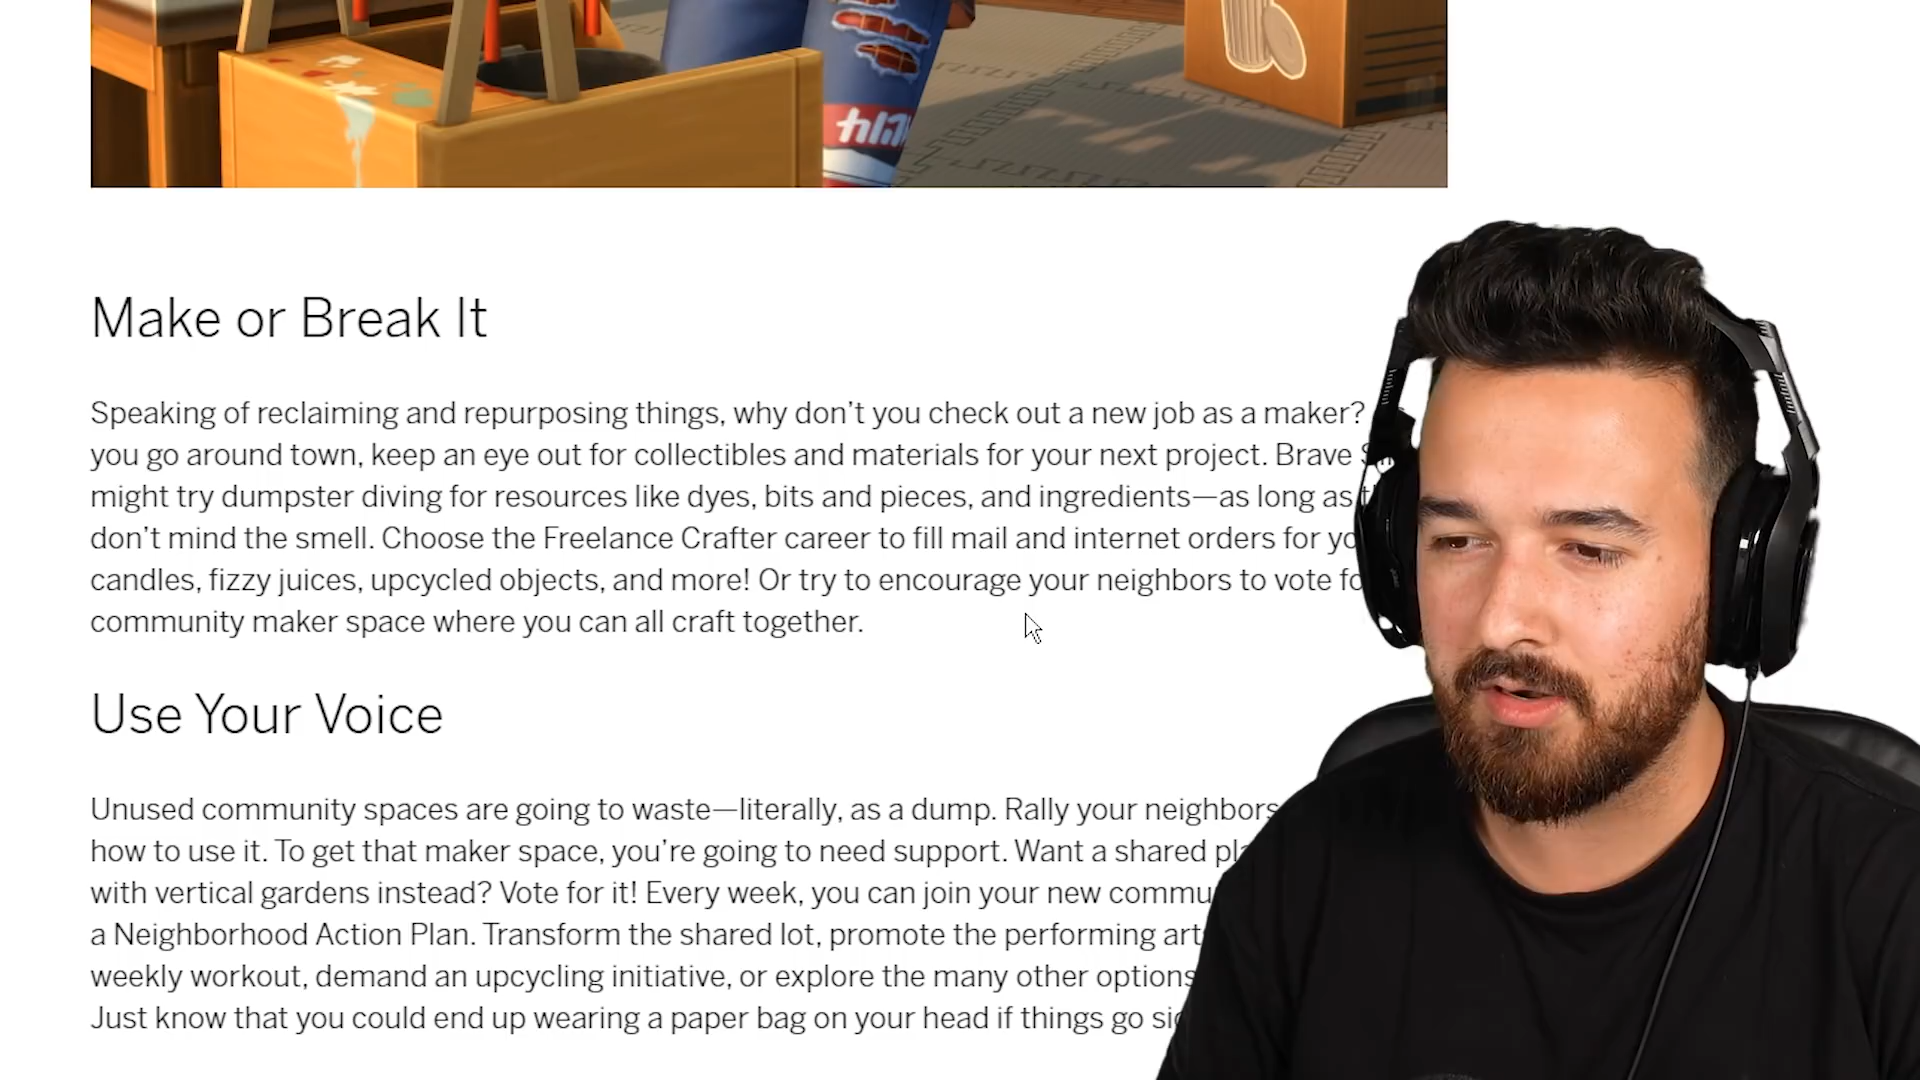 Make or Break It
Speaking of reclaiming and repurposing things, why don't you check out a new job as a maker?
you go around town, keep an eye out for collectibles and materials for your next project. Brave
might try dumpster diving for resources like dyes, bits and pieces, and ingredients—as long as
don't mind the smell. Choose the Freelance Crafter career to fill mail and internet orders for
candles, fizzy juices, upcycled objects, and more! Or try to encourage your neighbors to vote
community maker space where you can all craft together.
Use Your Voice
Unused community spaces are going to waste—literally, as a dump. Rally your neighbors
how to use it. To get that maker space, you're going to need support. Want a shared
with vertical gardens instead? Vote for it! Every week, you can join your new
a Neighborhood Action Plan. Transform the shared lot, promote the performing
weekly workout, demand an upcycling initiative, or explore the many other options
Just know that you could end up wearing a paper bag on your head if things go